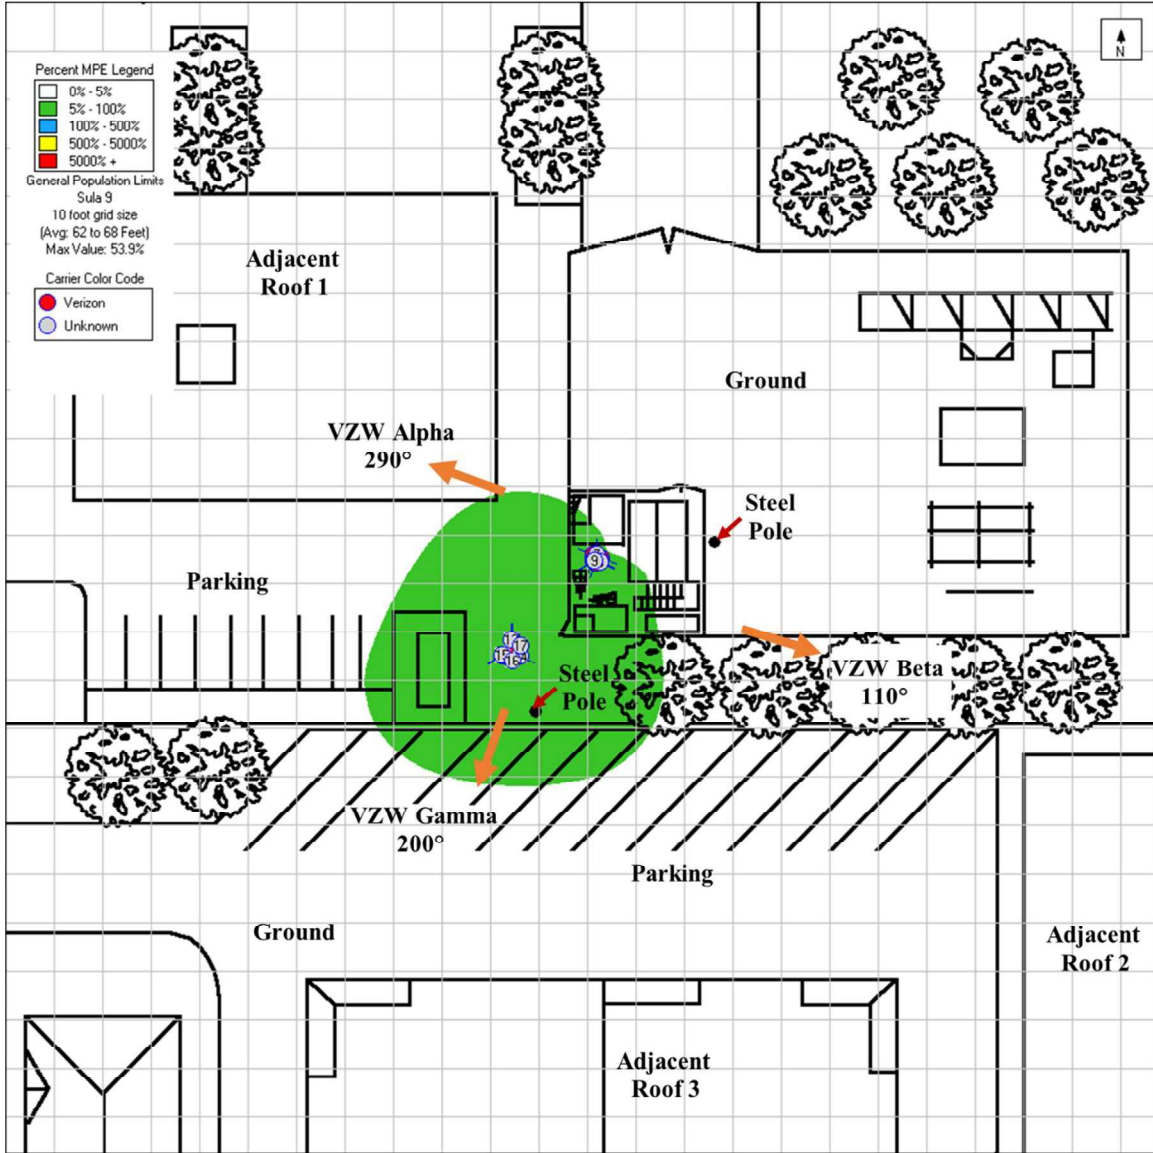 N
Percent MPE Legend
0% - 5%
5% - 100%
100% - 500%
500% - 5000%
5000% +
General Population Limits
Sula 9
10 foot grid size
(Avg: 62 to 68 Feet)
Max Value: 53.9%
Carrier Color Code
Verizon
Unknown
Adjacent
Roof 1
Ground
VZW Alpha
290°
Steel
Pole
9
Parking
17
16
Steel
Pole
VZW Beta
110°
VZW Gamma
200°
Parking
Ground
Adjacent
Roof 2
Adjacent
Roof 3